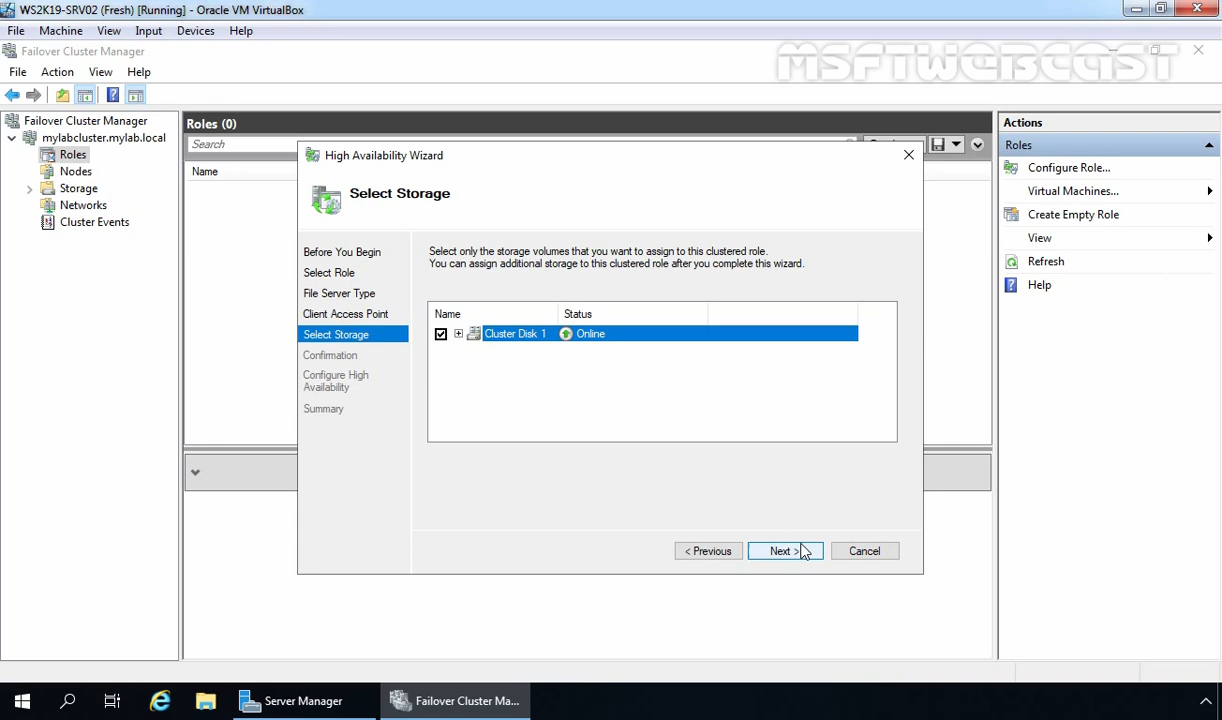 WS2K19-SRV02 (Fresh) [Running] - Oracle VM VirtualBox
File Machine View Input Devices Help
Failover Cluster Manager
MSFTWEBCAST
File Action View Help
Failover Cluster Manager
mylabcluster.mylab.local
Roles
Nodes
Storage
Networks
Cluster Events
Roles (0)
Search
Name
High Availability Wizard
Select Storage
Before You Begin
Select Role
File Server Type
Client Access Point
Select Storage
Confirmation
Configure High
Availability
Summary
Select only the storage volumes that you want to assign to this clustered role.
You can assign additional storage to this clustered role after you complete this wizard.
Name Status
Cluster Disk 1 Online
< Previous Next > Cancel
Actions
Roles
Configure Role...
Virtual Machines...
Create Empty Role
View
Refresh
Help
Server Manager Failover Cluster Ma...